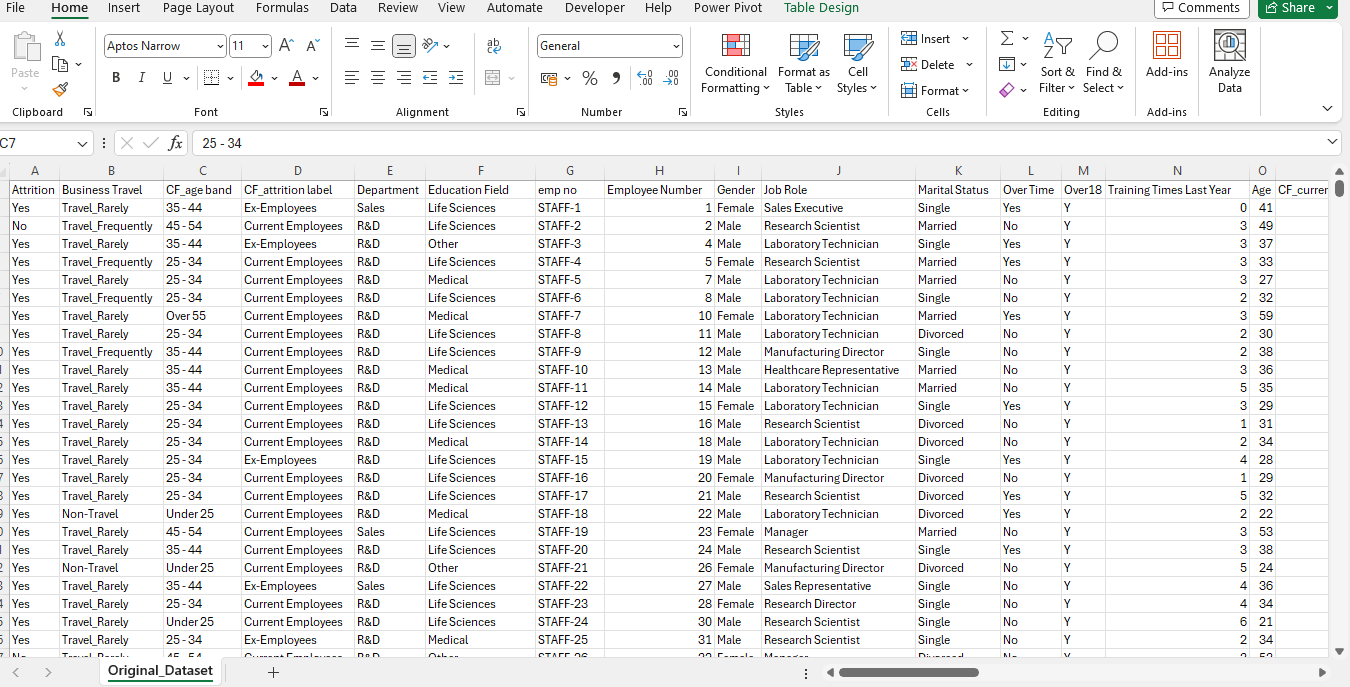 File Home Insert Page Layout Formulas Data Review View Automate Developer Help Power Pivot Table Design Comments Share
Paste
Clipboard
Aptos Narrow 11 A A
B I U A
Font
ab
Alignment
General
% 9 .00 .00
Number
Conditional Formatting
Format as Table
Cell Styles
Styles
Insert
Delete
Format
Cells
Sort & Filter
Find & Select
Editing
Add-ins
Add-ins
Analyze Data
C7 fx 25 - 34
A B C D E F G H I J K L M N O
Attrition Business Travel CF_age band CF_attrition label Department Education Field emp no Employee Number Gender Job Role Marital Status Over Time Over18 Training Times Last Year Age CF_currer
Yes Travel_Rarely 35 - 44 Ex-Employees Sales Life Sciences STAFF-1 1 Female Sales Executive Single Yes Y 0 41
No Travel_Frequently 45 - 54 Current Employees R&D Life Sciences STAFF-2 2 Male Research Scientist Married No Y 3 49
Yes Travel_Rarely 35 - 44 Ex-Employees R&D Other STAFF-3 4 Male Laboratory Technician Single Yes Y 3 37
Yes Travel_Frequently 25 - 34 Current Employees R&D Life Sciences STAFF-4 5 Female Research Scientist Married Yes Y 3 33
Yes Travel_Rarely 25 - 34 Current Employees R&D Medical STAFF-5 7 Male Laboratory Technician Married No Y 3 27
Yes Travel_Frequently 25 - 34 Current Employees R&D Life Sciences STAFF-6 8 Male Laboratory Technician Single No Y 2 32
Yes Travel_Rarely Over 55 Current Employees R&D Medical STAFF-7 10 Female Laboratory Technician Married Yes Y 3 59
Yes Travel_Rarely 25 - 34 Current Employees R&D Life Sciences STAFF-8 11 Male Laboratory Technician Divorced No Y 2 30
Yes Travel_Frequently 35 - 44 Current Employees R&D Life Sciences STAFF-9 12 Male Manufacturing Director Single No Y 2 38
Yes Travel_Rarely 35 - 44 Current Employees R&D Medical STAFF-10 13 Male Healthcare Representative Married No Y 3 36
Yes Travel_Rarely 35 - 44 Current Employees R&D Medical STAFF-11 14 Male Laboratory Technician Married No Y 5 35
Yes Travel_Rarely 25 - 34 Current Employees R&D Life Sciences STAFF-12 15 Female Laboratory Technician Single Yes Y 3 29
Yes Travel_Rarely 25 - 34 Current Employees R&D Life Sciences STAFF-13 16 Male Research Scientist Divorced No Y 1 31
Yes Travel_Rarely 25 - 34 Current Employees R&D Medical STAFF-14 18 Male Laboratory Technician Divorced No Y 2 34
Yes Travel_Rarely 25 - 34 Ex-Employees R&D Life Sciences STAFF-15 19 Male Laboratory Technician Single Yes Y 4 28
Yes Travel_Rarely 25 - 34 Current Employees R&D Life Sciences STAFF-16 20 Female Manufacturing Director Divorced No Y 1 29
Yes Travel_Rarely 25 - 34 Current Employees R&D Life Sciences STAFF-17 21 Male Research Scientist Divorced Yes Y 5 32
Yes Non-Travel Under 25 Current Employees R&D Medical STAFF-18 22 Male Laboratory Technician Divorced Yes Y 2 22
Yes Travel_Rarely 45 - 54 Current Employees Sales Life Sciences STAFF-19 23 Female Manager Married No Y 3 53
Yes Travel_Rarely 35 - 44 Current Employees R&D Life Sciences STAFF-20 24 Male Research Scientist Single Yes Y 3 38
Yes Non-Travel Under 25 Current Employees R&D Other STAFF-21 26 Female Manufacturing Director Divorced No Y 5 24
Yes Travel_Rarely 35 - 44 Ex-Employees Sales Life Sciences STAFF-22 27 Male Sales Representative Single No Y 4 36
Yes Travel_Rarely 25 - 34 Current Employees R&D Life Sciences STAFF-23 28 Female Research Director Single No Y 4 34
Yes Travel_Rarely Under 25 Current Employees R&D Life Sciences STAFF-24 30 Male Research Scientist Single No Y 6 21
Yes Travel_Rarely 25 - 34 Ex-Employees R&D Medical STAFF-25 31 Male Research Scientist Single No Y 2 34
Original_Dataset